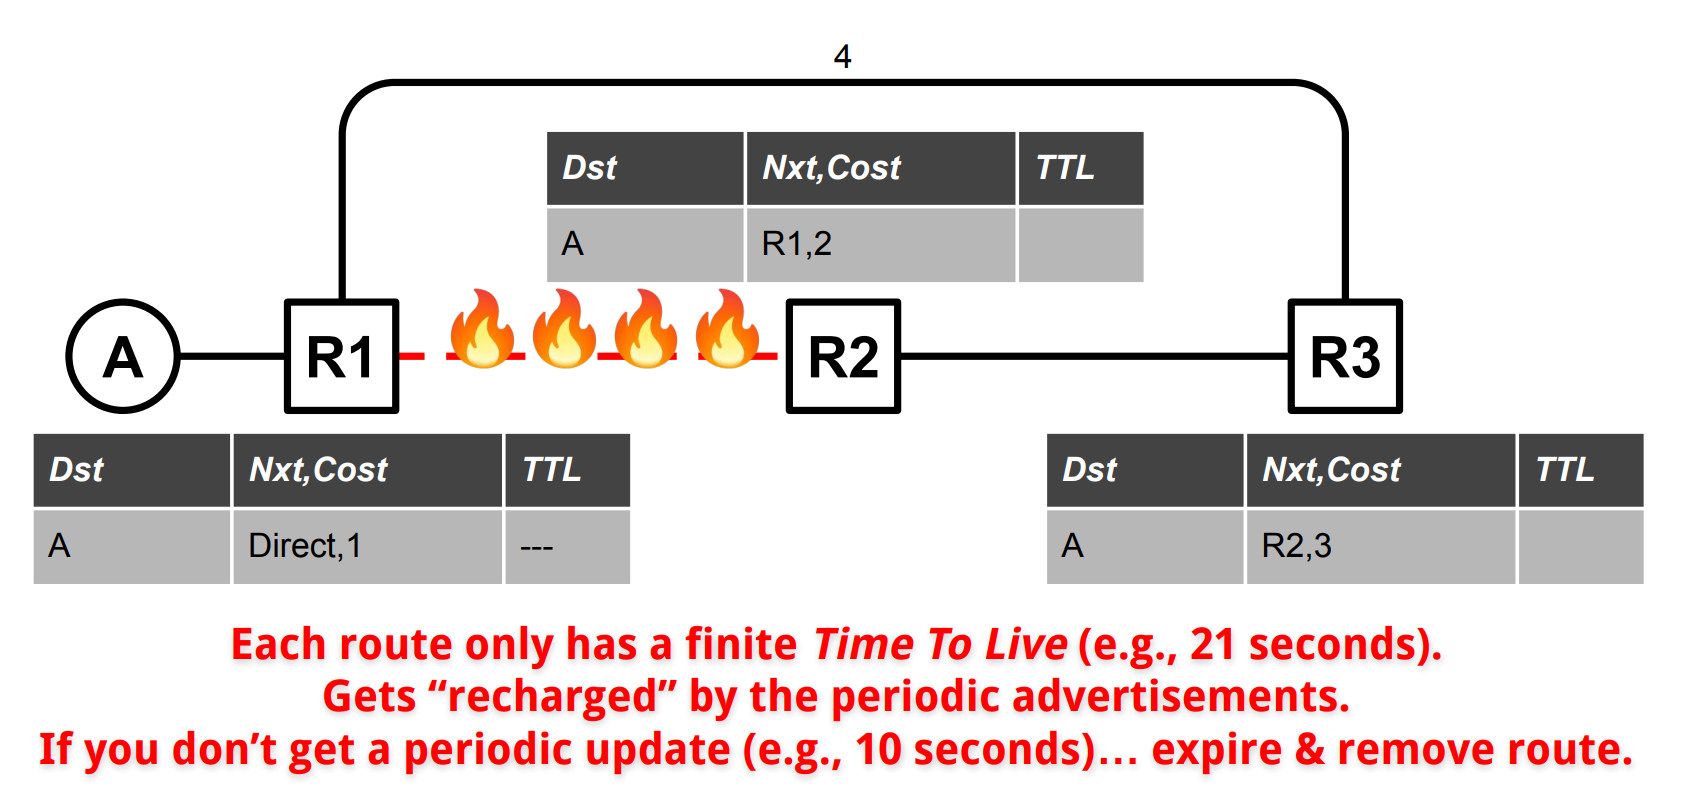 4
Dst Nxt,Cost TTL
A R1,2
A R1 R2 R3
Dst Nxt,Cost TTL
A Direct,1 ---
Dst Nxt,Cost TTL
A R2,3
Each route only has a finite Time To Live (e.g., 21 seconds).
Gets “recharged” by the periodic advertisements.
If you don’t get a periodic update (e.g., 10 seconds)… expire & remove route.